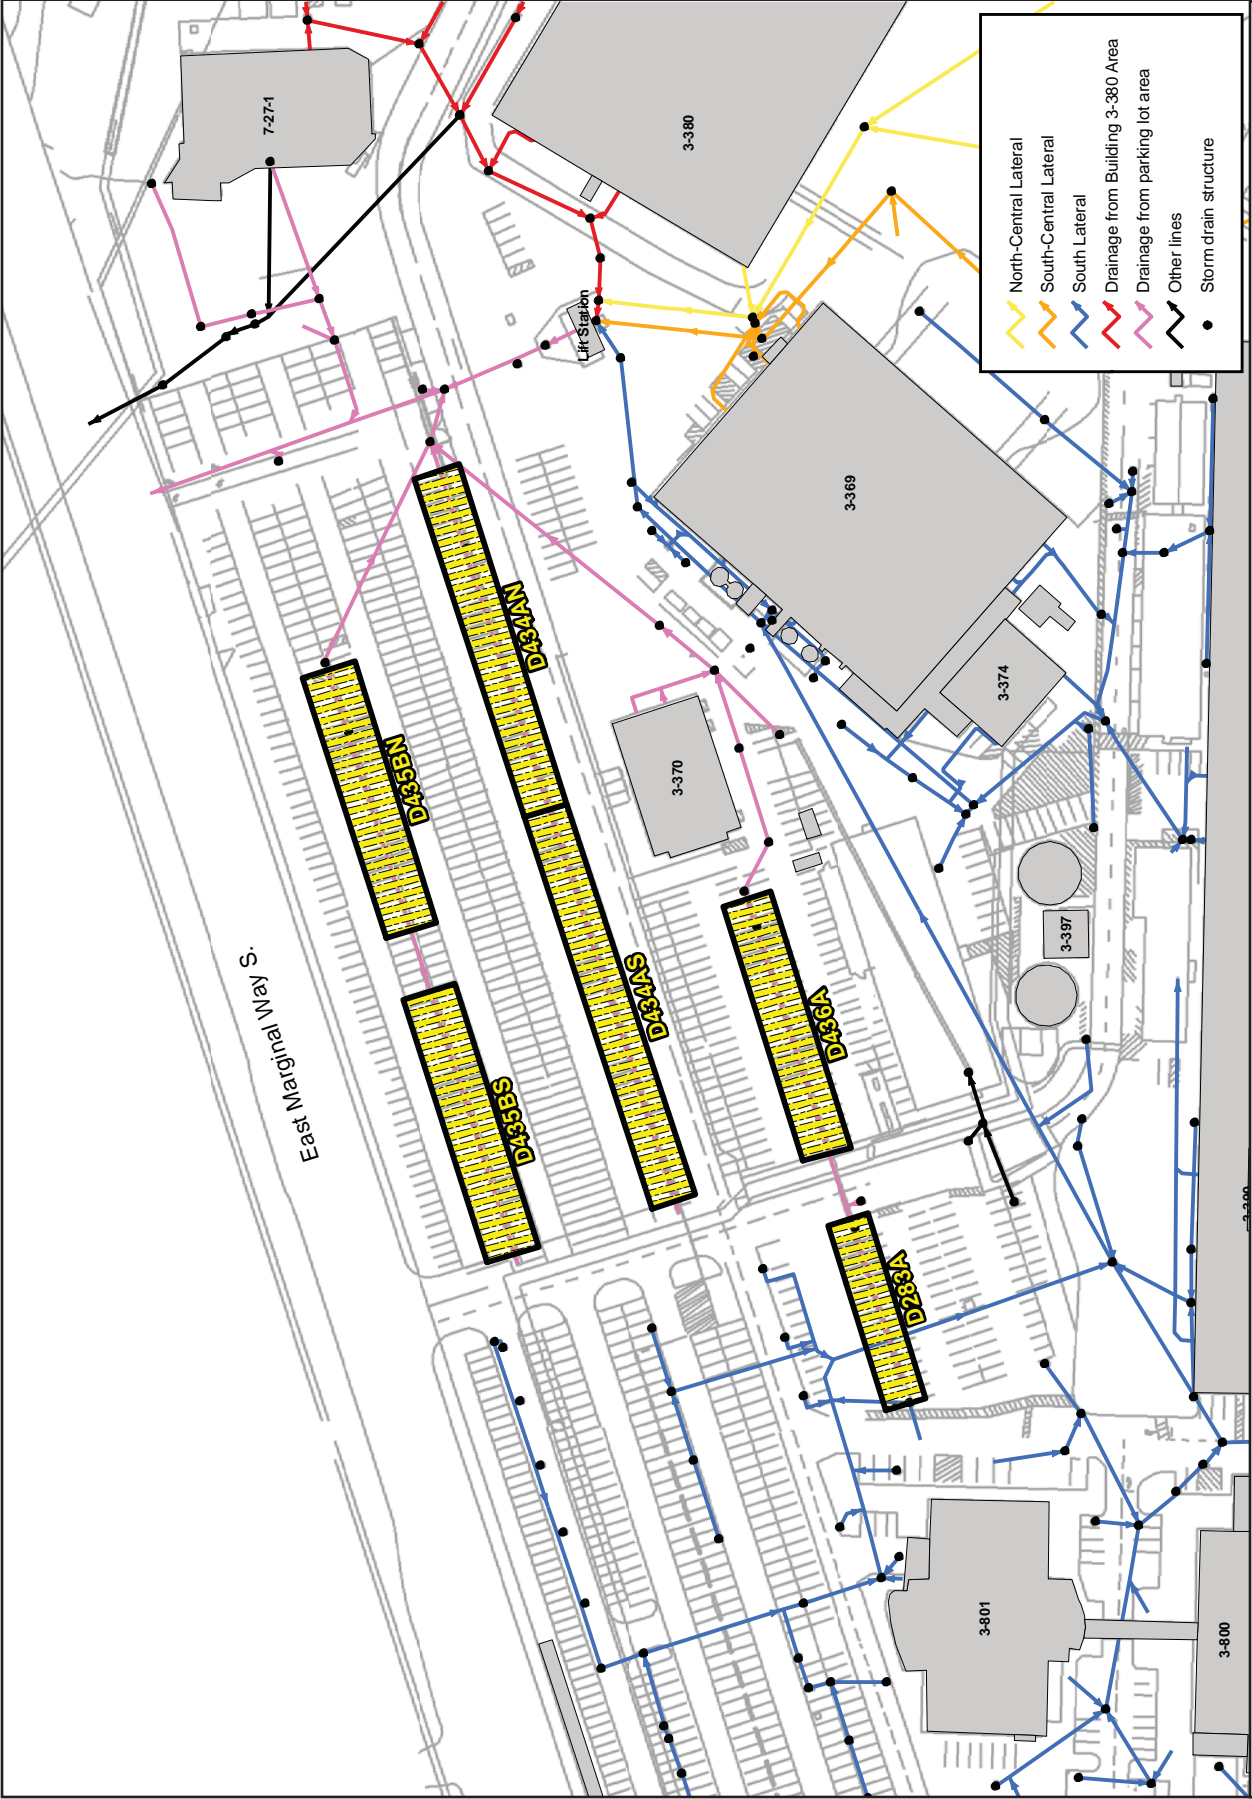 7-27-1
3-380
Lift Station
North-Central Lateral
South-Central Lateral
South Lateral
Drainage from Building 3-380 Area
Drainage from parking lot area
Other lines
Storm drain structure
3-369
3-374
D434AN
D435BN
3-370
East Marginal Way S.
D434AS
D436A
3-397
D435BS
D283A
3-801
3-800